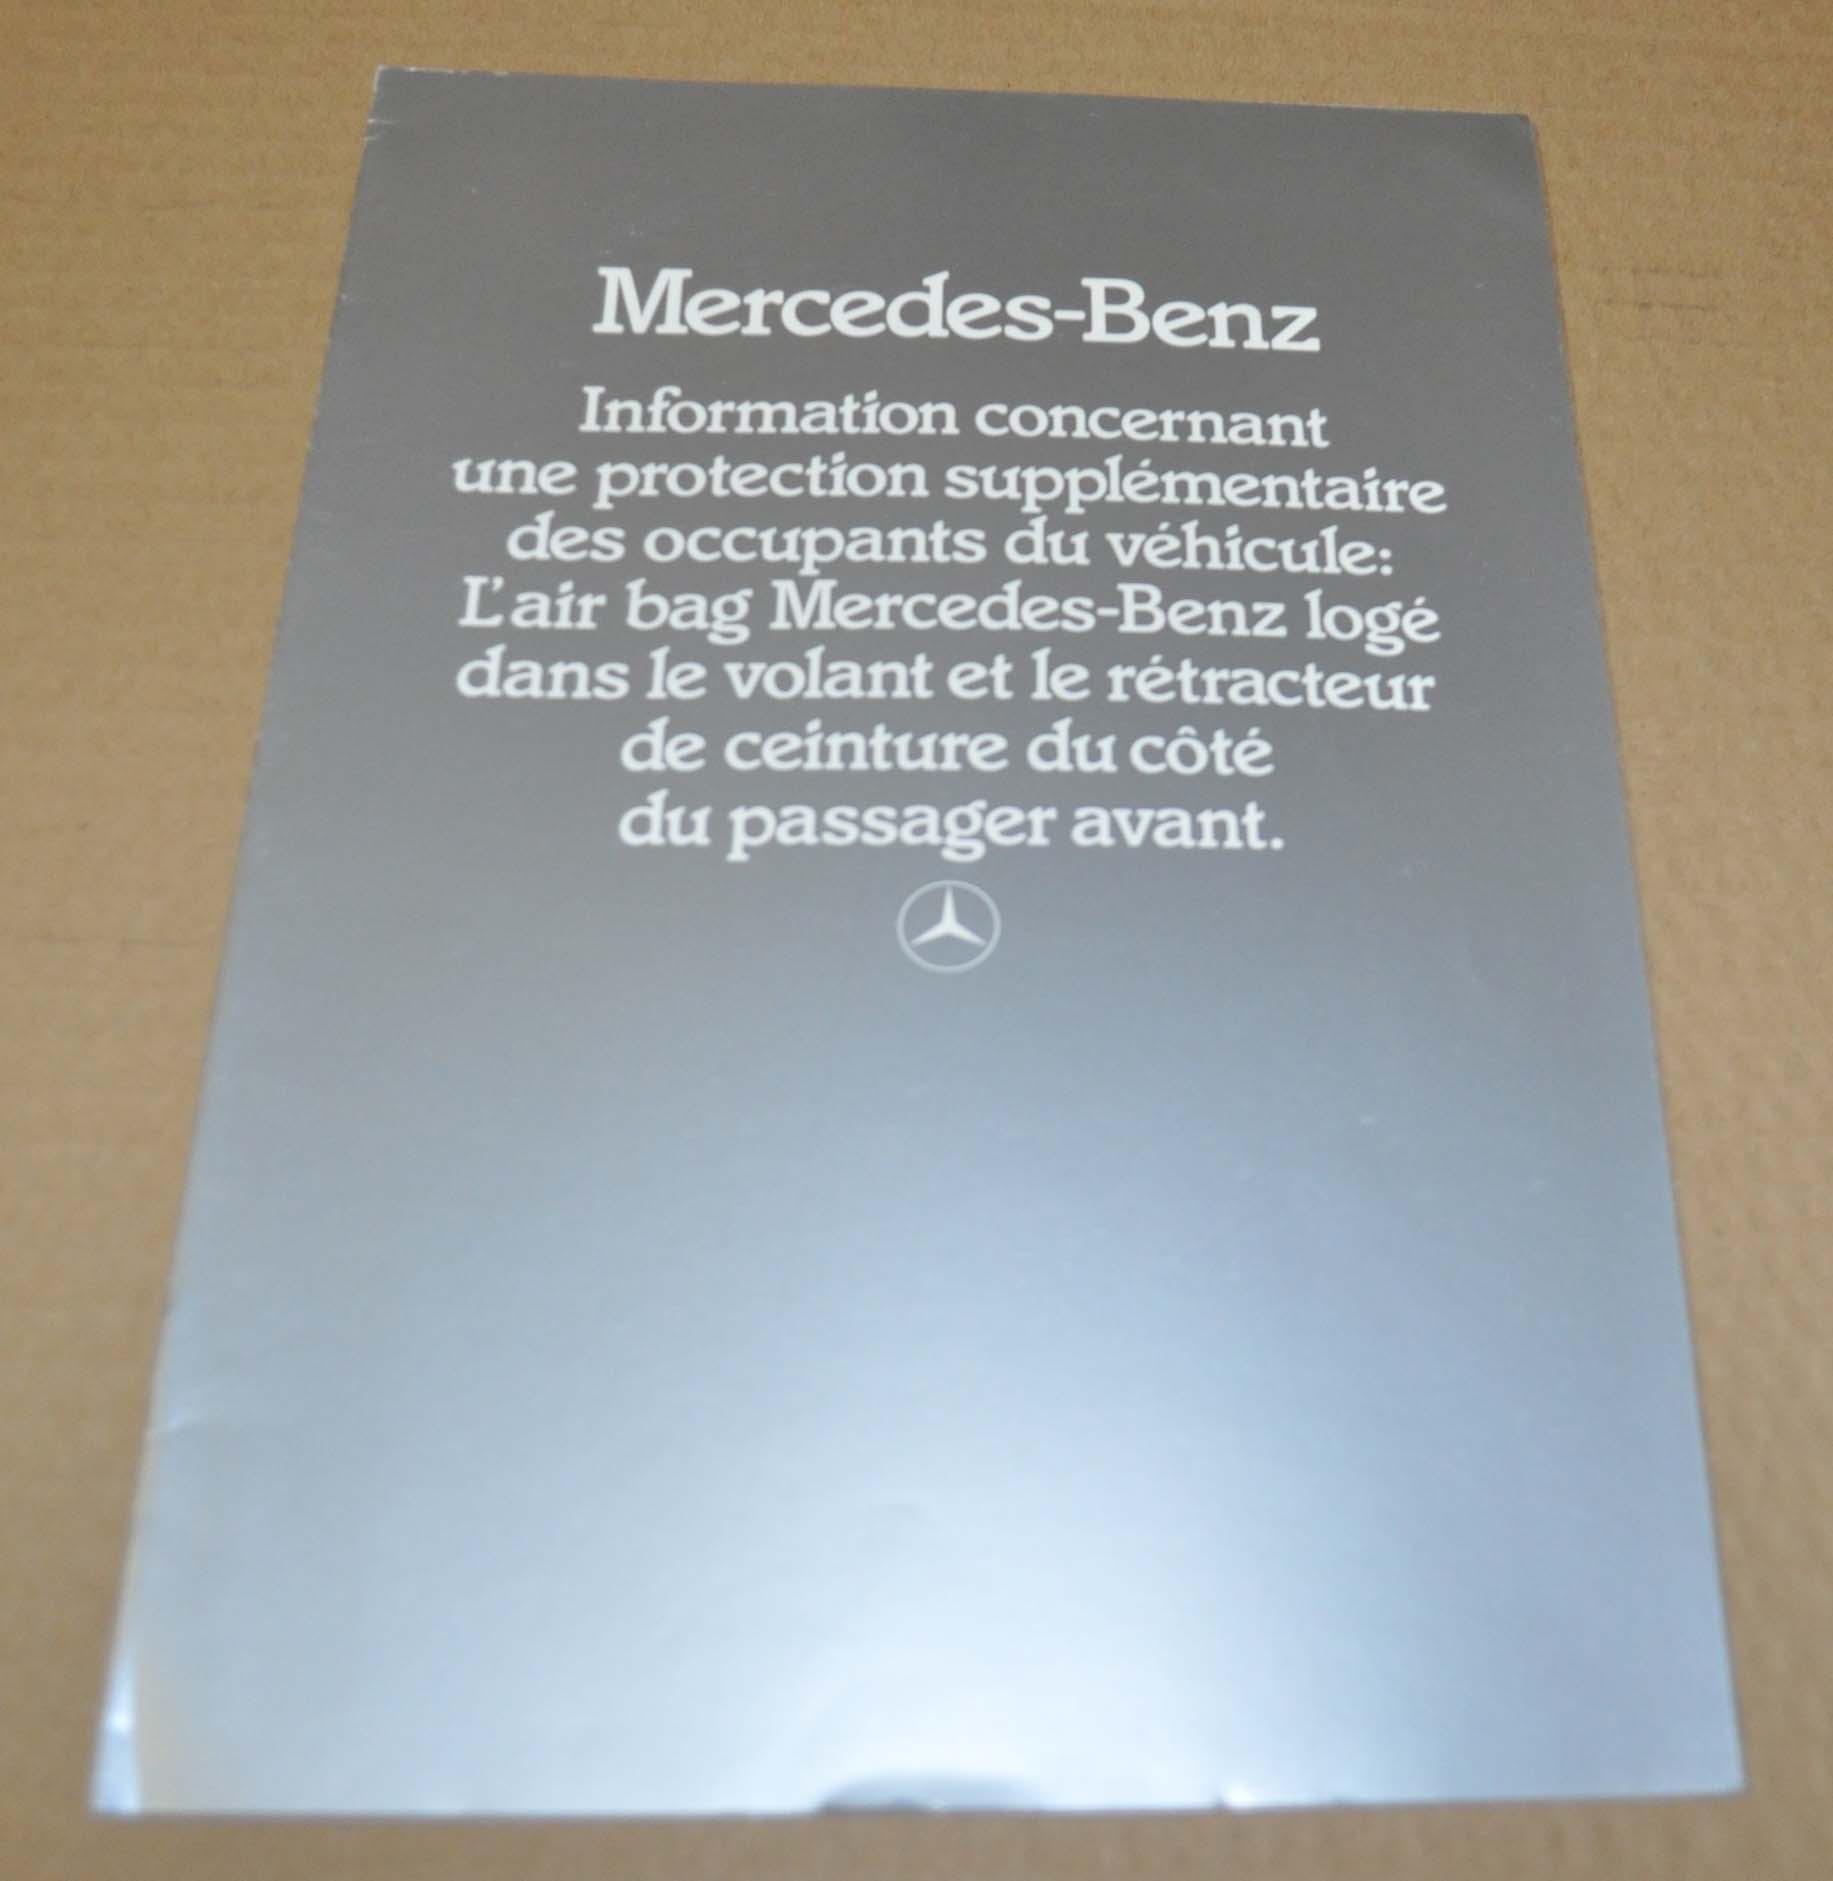 Mercedes-Benz
Information concernant
une protection supplémentaire
des occupants du véhicule:
L'air bag Mercedes-Benz logé
dans le volant et le rétracteur
de ceinture du côté
du passager avant.